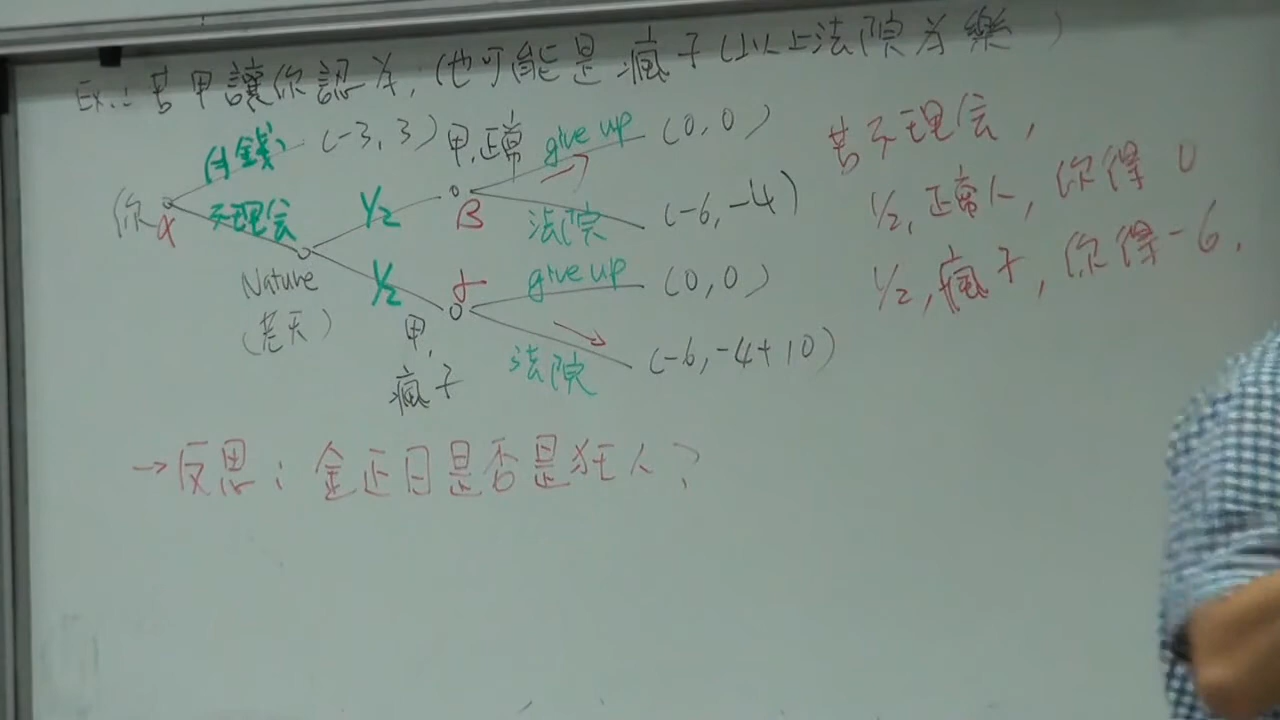 Ex.: 若甲讓你認為,他可能是瘋子(以上法院為樂)
付錢 (-3, 3) 甲,正常 give up (0, 0) 若不理會,
你 α 不理會 1/2 β 法院 (-6, -4) 1/2, 正常人, 你得 0
Nature 1/2 γ give up (0, 0) 1/2, 瘋子, 你得 -6.
(老天) 甲, 法院 (-6, -4+10)
瘋子
→反思: 金正日是否是狂人?